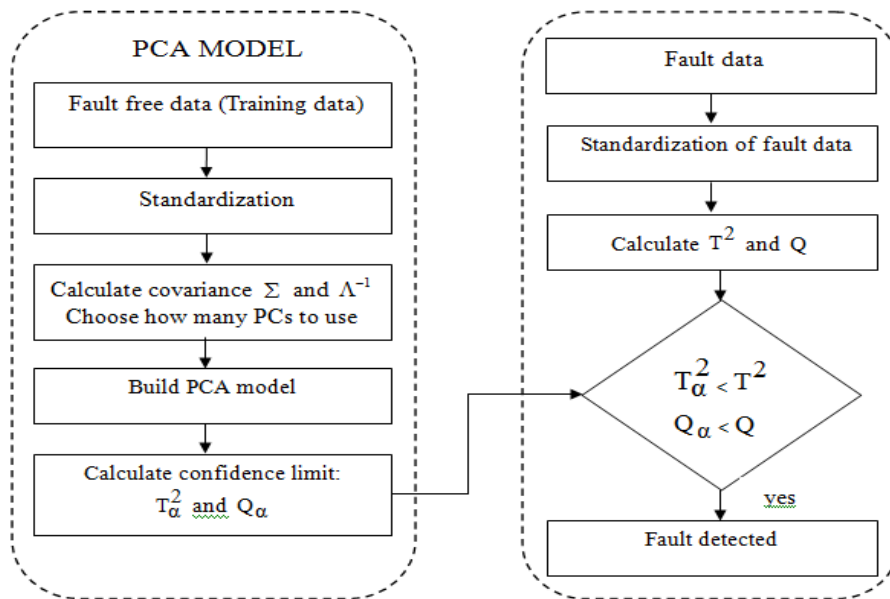 PCA MODEL
Fault free data (Training data)
Standardization
Calculate covariance Σ and Λ⁻¹
Choose how many PCs to use
Build PCA model
Calculate confidence limit:
T²α and Qα
Fault data
Standardization of fault data
Calculate T² and Q
T²α < T²
Qα < Q
yes
Fault detected